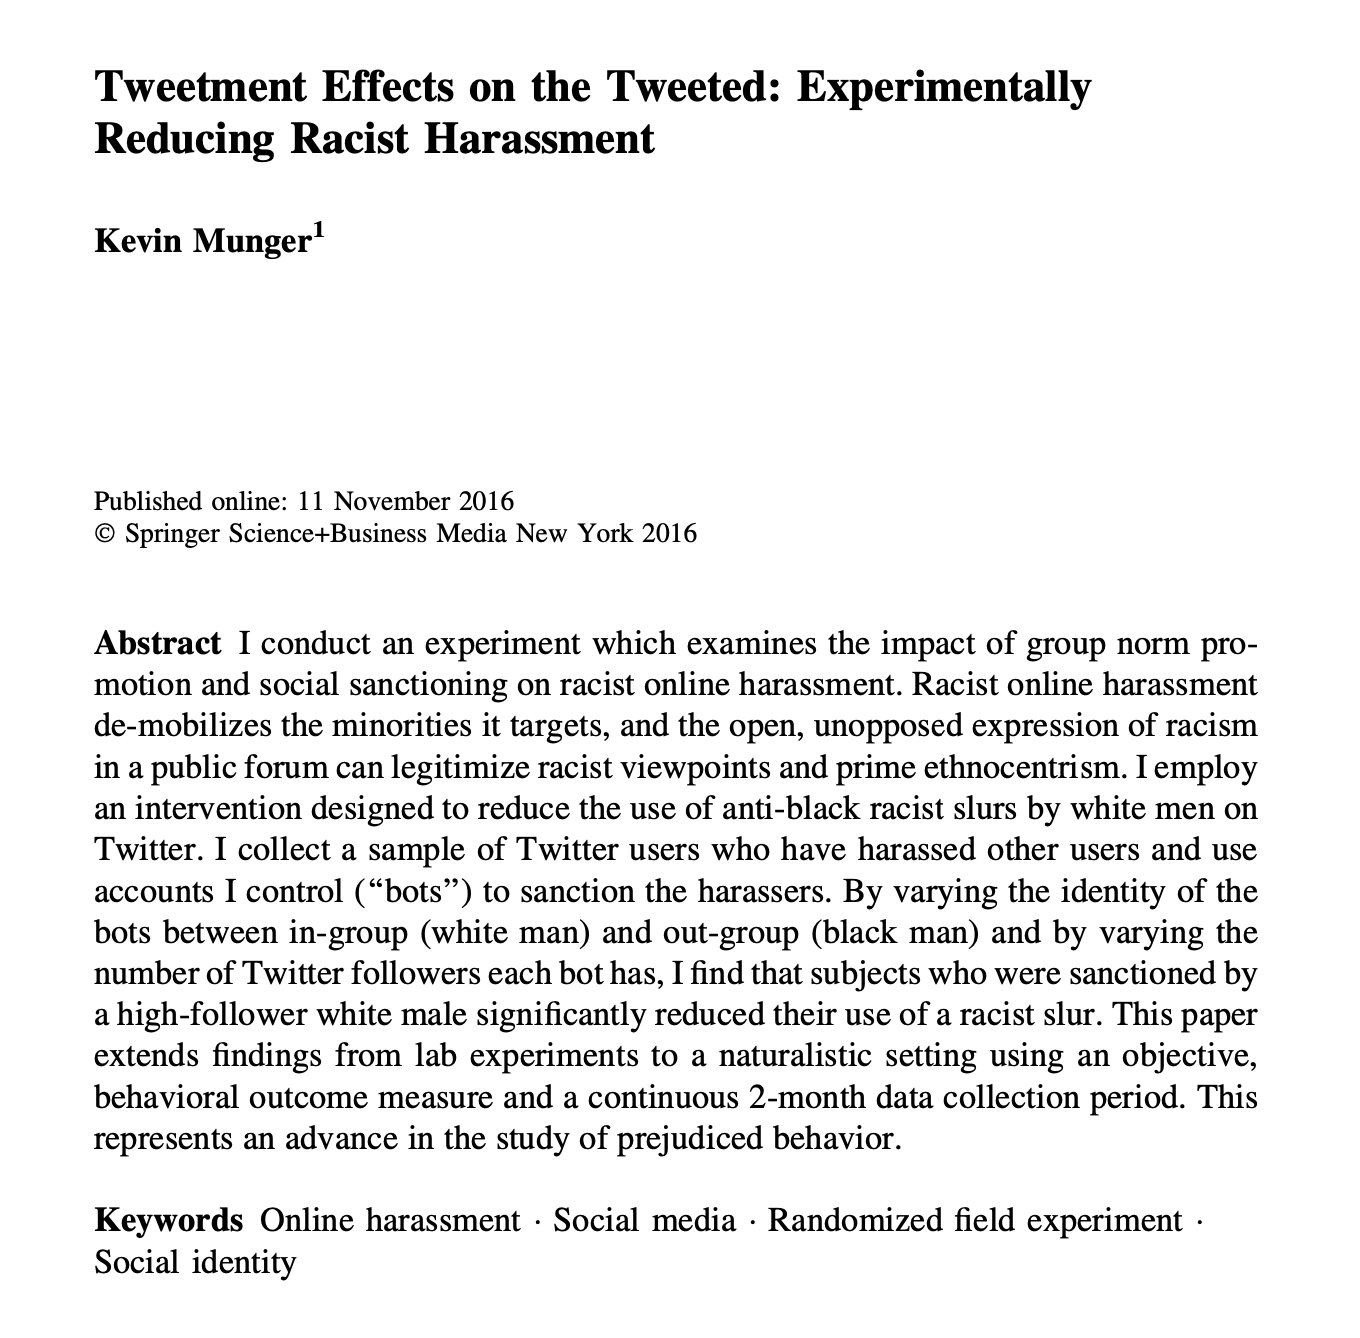 Tweetment Effects on the Tweeted: Experimentally
Reducing Racist Harassment
Kevin Munger1
Published online: 11 November 2016
© Springer Science+Business Media New York 2016
Abstract I conduct an experiment which examines the impact of group norm pro-
motion and social sanctioning on racist online harassment. Racist online harassment
de-mobilizes the minorities it targets, and the open, unopposed expression of racism
in a public forum can legitimize racist viewpoints and prime ethnocentrism. I employ
an intervention designed to reduce the use of anti-black racist slurs by white men on
Twitter. I collect a sample of Twitter users who have harassed other users and use
accounts I control (“bots”) to sanction the harassers. By varying the identity of the
bots between in-group (white man) and out-group (black man) and by varying the
number of Twitter followers each bot has, I find that subjects who were sanctioned by
a high-follower white male significantly reduced their use of a racist slur. This paper
extends findings from lab experiments to a naturalistic setting using an objective,
behavioral outcome measure and a continuous 2-month data collection period. This
represents an advance in the study of prejudiced behavior.
Keywords Online harassment · Social media · Randomized field experiment ·
Social identity